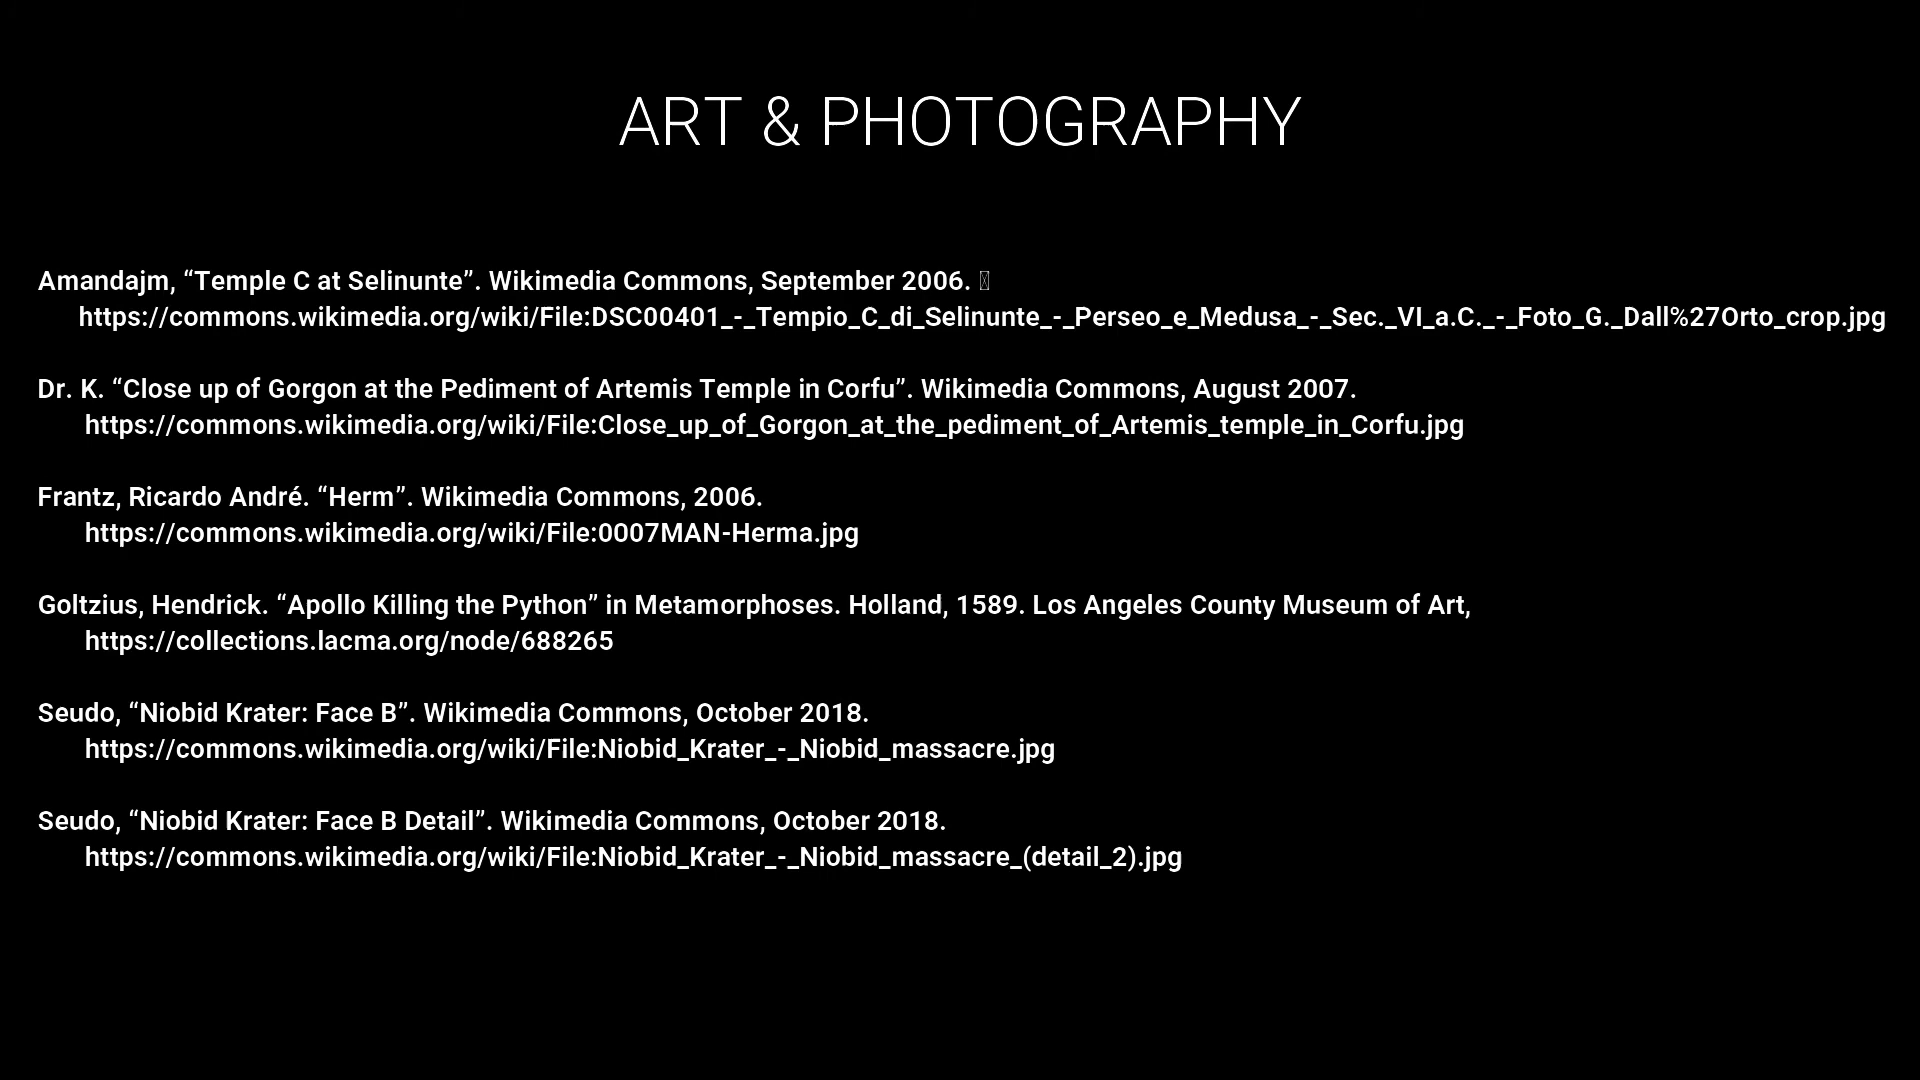 ART & PHOTOGRAPHY
Amandajm, “Temple C at Selinunte”. Wikimedia Commons, September 2006.
https://commons.wikimedia.org/wiki/File:DSC00401_-_Tempio_C_di_Selinunte_-_Perseo_e_Medusa_-_Sec._VI_a.C._-_Foto_G._Dall%27Orto_crop.jpg
Dr. K. “Close up of Gorgon at the Pediment of Artemis Temple in Corfu”. Wikimedia Commons, August 2007.
https://commons.wikimedia.org/wiki/File:Close_up_of_Gorgon_at_the_pediment_of_Artemis_temple_in_Corfu.jpg
Frantz, Ricardo André. “Herm”. Wikimedia Commons, 2006.
https://commons.wikimedia.org/wiki/File:0007MAN-Herma.jpg
Goltzius, Hendrick. “Apollo Killing the Python” in Metamorphoses. Holland, 1589. Los Angeles County Museum of Art,
https://collections.lacma.org/node/688265
Seudo, “Niobid Krater: Face B”. Wikimedia Commons, October 2018.
https://commons.wikimedia.org/wiki/File:Niobid_Krater_-_Niobid_massacre.jpg
Seudo, “Niobid Krater: Face B Detail”. Wikimedia Commons, October 2018.
https://commons.wikimedia.org/wiki/File:Niobid_Krater_-_Niobid_massacre_(detail_2).jpg